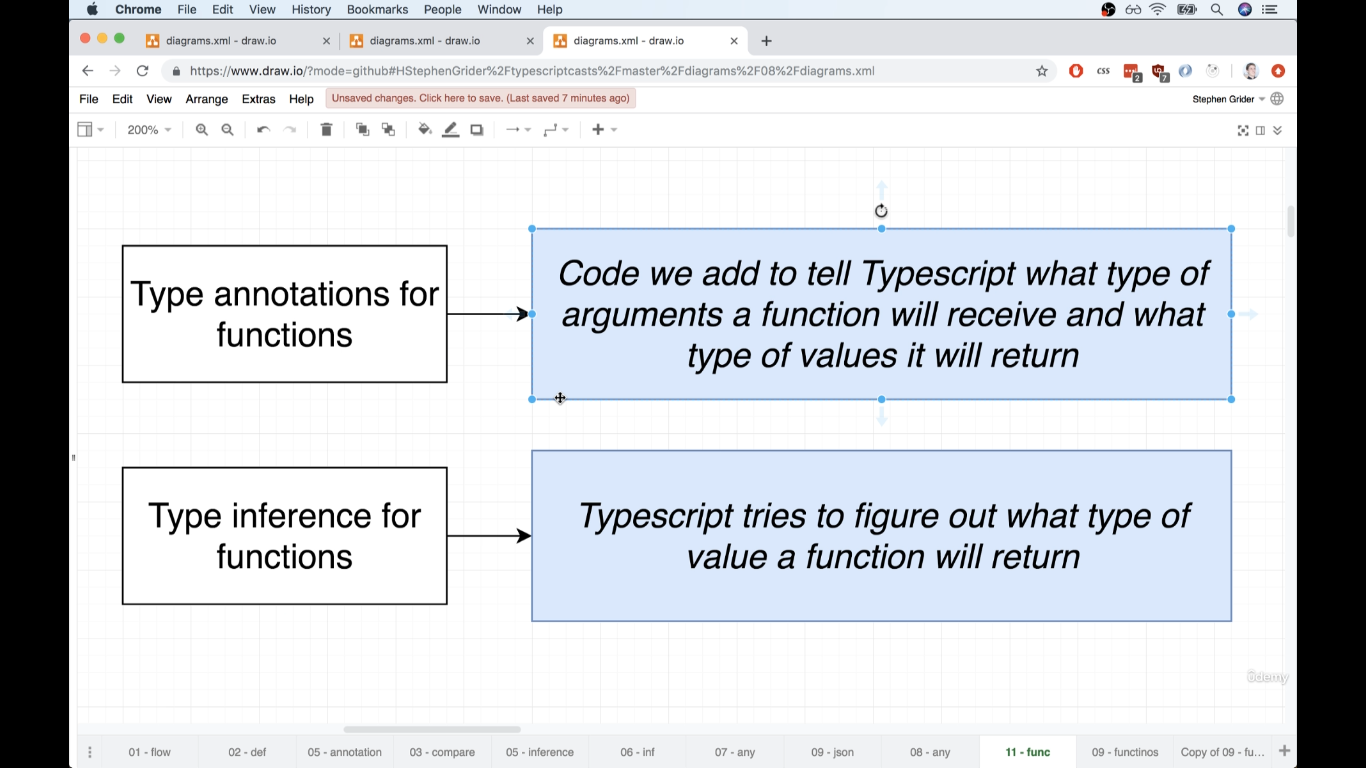 Chrome File Edit View History Bookmarks People Window Help
diagrams.xml - draw.io diagrams.xml - draw.io diagrams.xml - draw.io
https://www.draw.io/?mode=github#HStephenGrider%2Ftypescriptcasts%2Fmaster%2Fdiagrams%2F08%2Fdiagrams.xml
css 2 7
File Edit View Arrange Extras Help Unsaved changes. Click here to save. (Last saved 7 minutes ago) Stephen Grider
200%
Type annotations for
functions
Code we add to tell Typescript what type of
arguments a function will receive and what
type of values it will return
Type inference for
functions
Typescript tries to figure out what type of
value a function will return
ûdemy
01 - flow 02 - def 05 - annotation 03 - compare 05 - inference 06 - inf 07 - any 09 - json 08 - any 11 - func 09 - functinos Copy of 09 - fu...